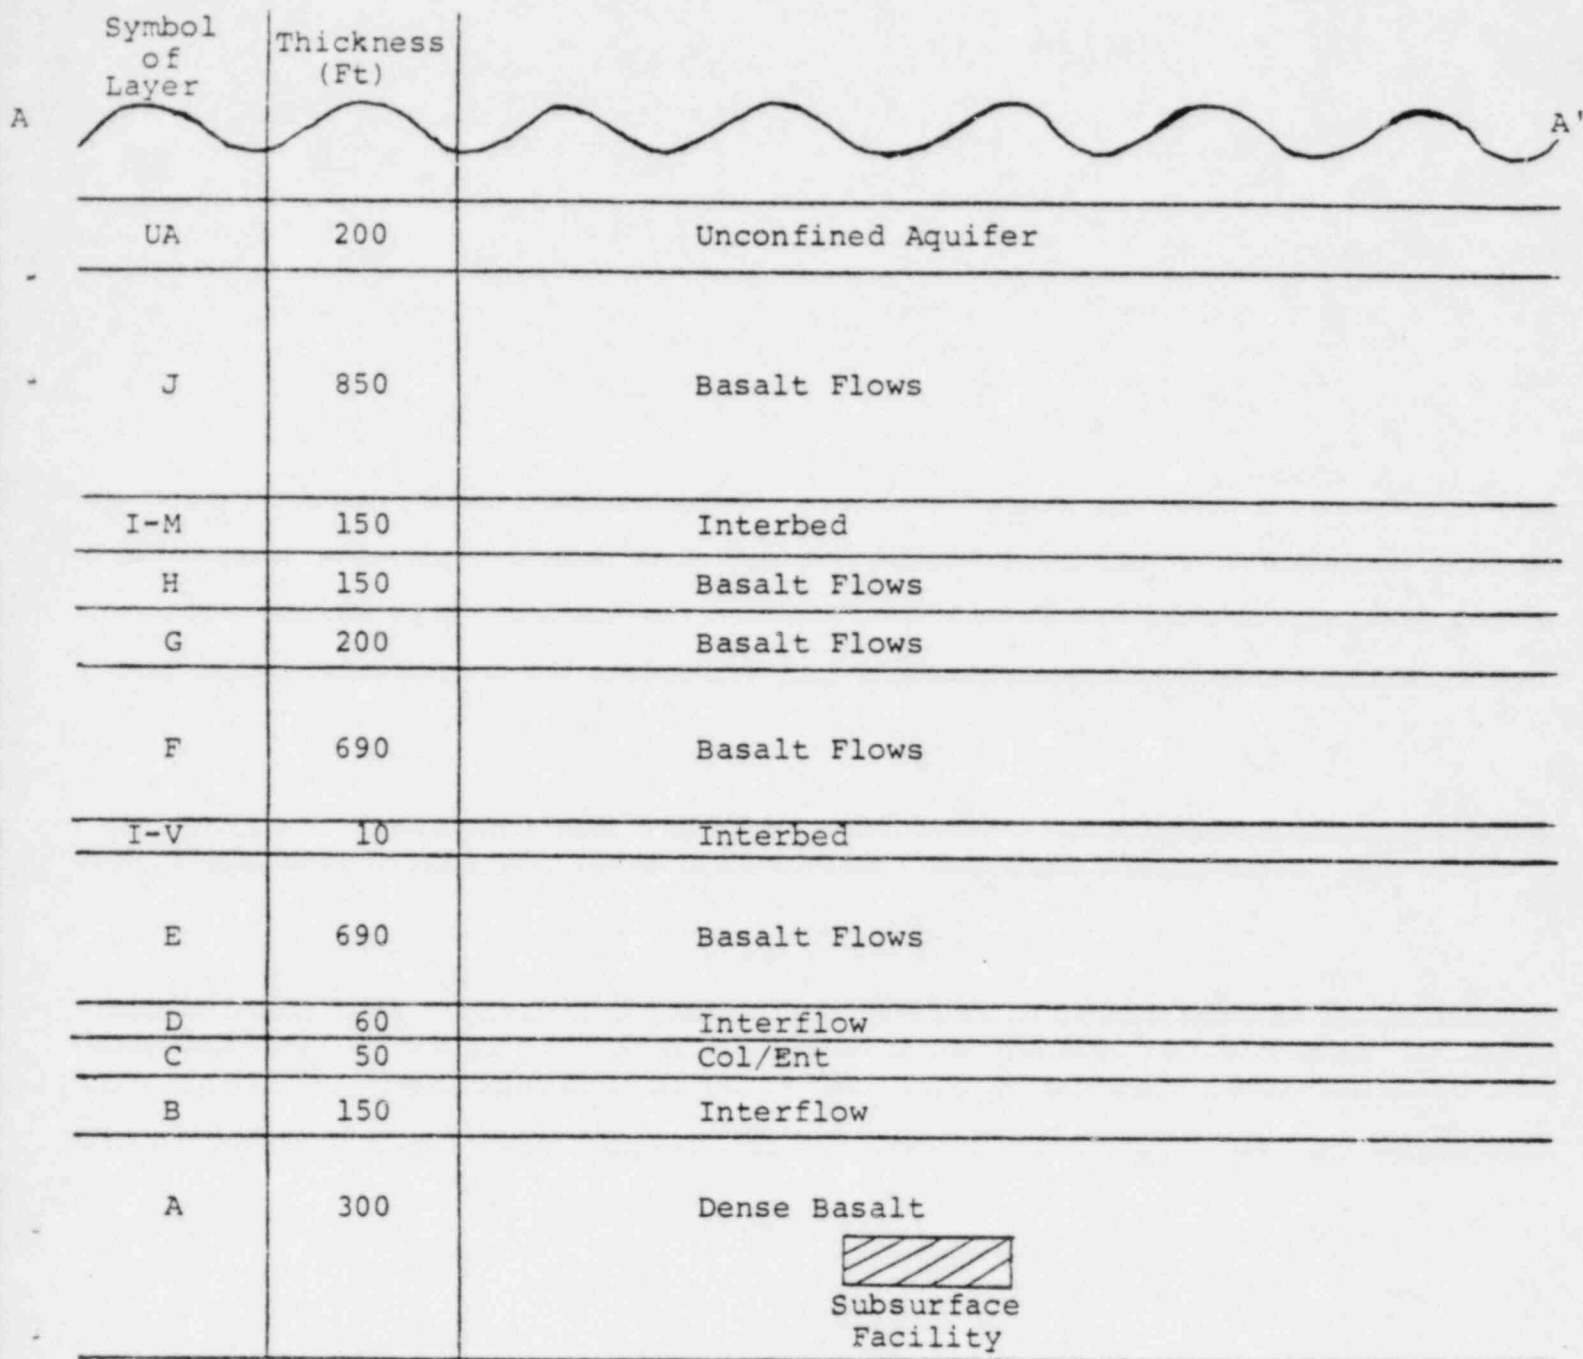 Symbol of Layer
Thickness (Ft)
A
A'
UA 200 Unconfined Aquifer
J 850 Basalt Flows
I-M 150 Interbed
H 150 Basalt Flows
G 200 Basalt Flows
F 690 Basalt Flows
I-V 10 Interbed
E 690 Basalt Flows
D 60 Interflow
C 50 Col/Ent
B 150 Interflow
A 300 Dense Basalt
Subsurface
Facility